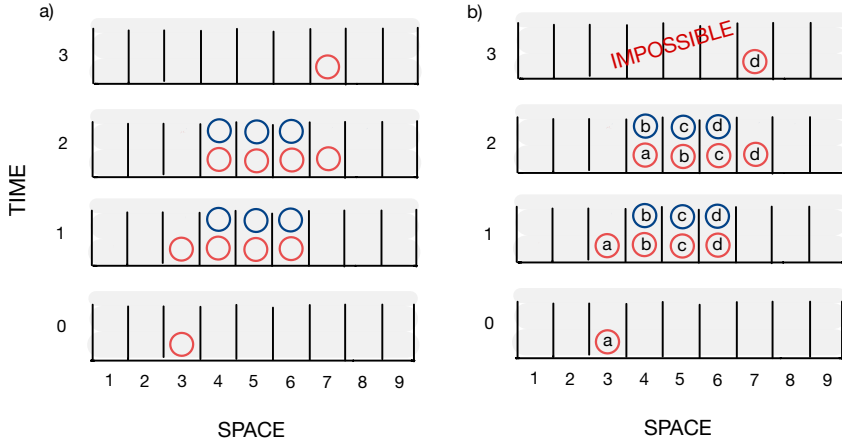 a)
3
2
1
0
TIME
1 2 3 4 5 6 7 8 9
SPACE
b)
3
IMPOSSIBLE
d
2
b c d
a b c d
1
b c d
a b c d
0
a
1 2 3 4 5 6 7 8 9
SPACE